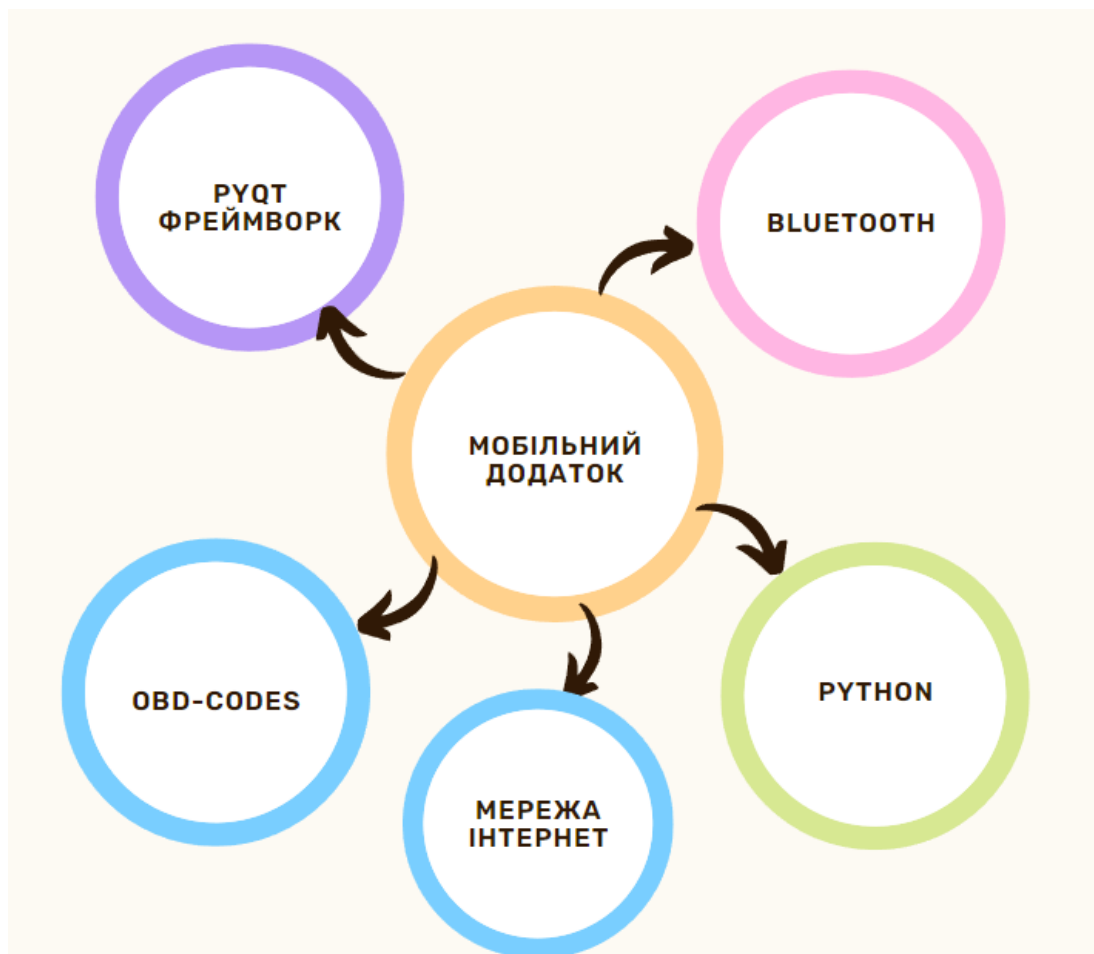 PYQT
ФРЕЙМВОРК
BLUETOOTH
МОБІЛЬНИЙ
ДОДАТОК
OBD-CODES
PYTHON
МЕРЕЖА
ІНТЕРНЕТ